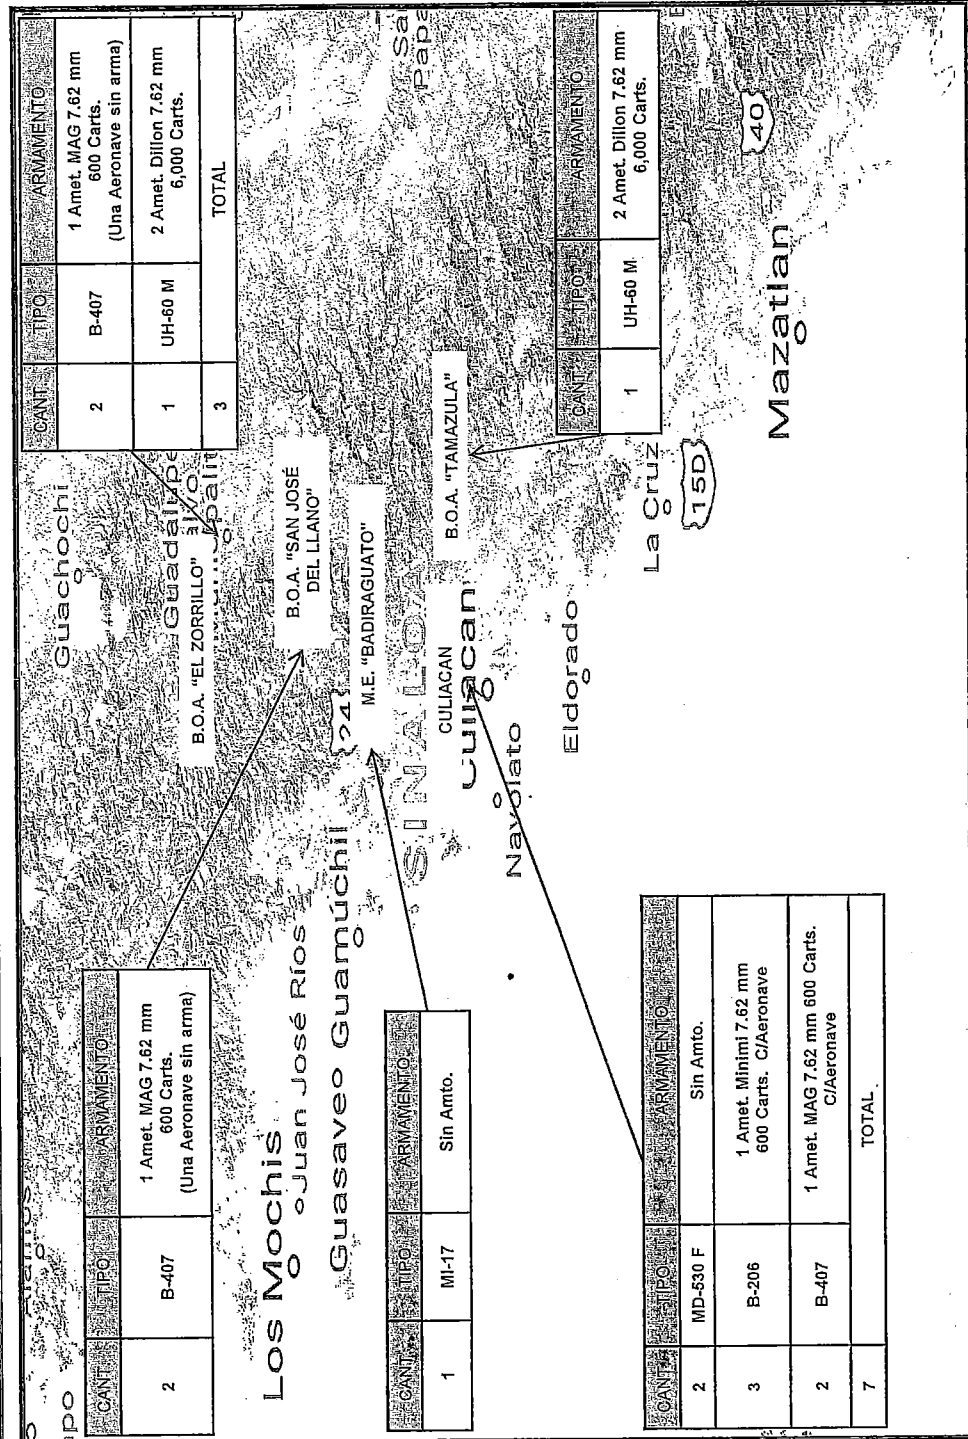 CANT. TIPO ARMAMENTO
2 B-407 1 Amet. MAG 7.62 mm
600 Carts.
(Una Aeronave sin arma)
CANT. TIPO ARMAMENTO
2 B-407 1 Amet. MAG 7.62 mm
600 Carts.
(Una Aeronave sin arma)
1 UH-60 M 2 Amet. Dillon 7.62 mm
6,000 Carts.
3 TOTAL
Guachochi
Guadalupe
B.O.A. "EL ZORRILLO"
B.O.A. "SAN JOSÉ
DEL LLANO"
Los Mochis
Juan José Ríos
Guasave
Guamúchil
24
M.E. "BADIRAGUATO"
CANT. TIPO ARMAMENTO
1 MI-17 Sin Amto.
SINALOA
CULIACAN
Culiacan
B.O.A. "TAMAZULA"
Navolato
Eldorado
CANT. TIPO ARMAMENTO
1 UH-60 M 2 Amet. Dillon 7.62 mm
6,000 Carts.
La Cruz
15D
40
Mazatlan
CANT. TIPO ARMAMENTO
2 MD-530 F Sin Amto.
3 B-206 1 Amet. Minimi 7.62 mm
600 Carts. C/Aeronave
2 B-407 1 Amet. MAG 7.62 mm 600 Carts.
C/Aeronave
7 TOTAL